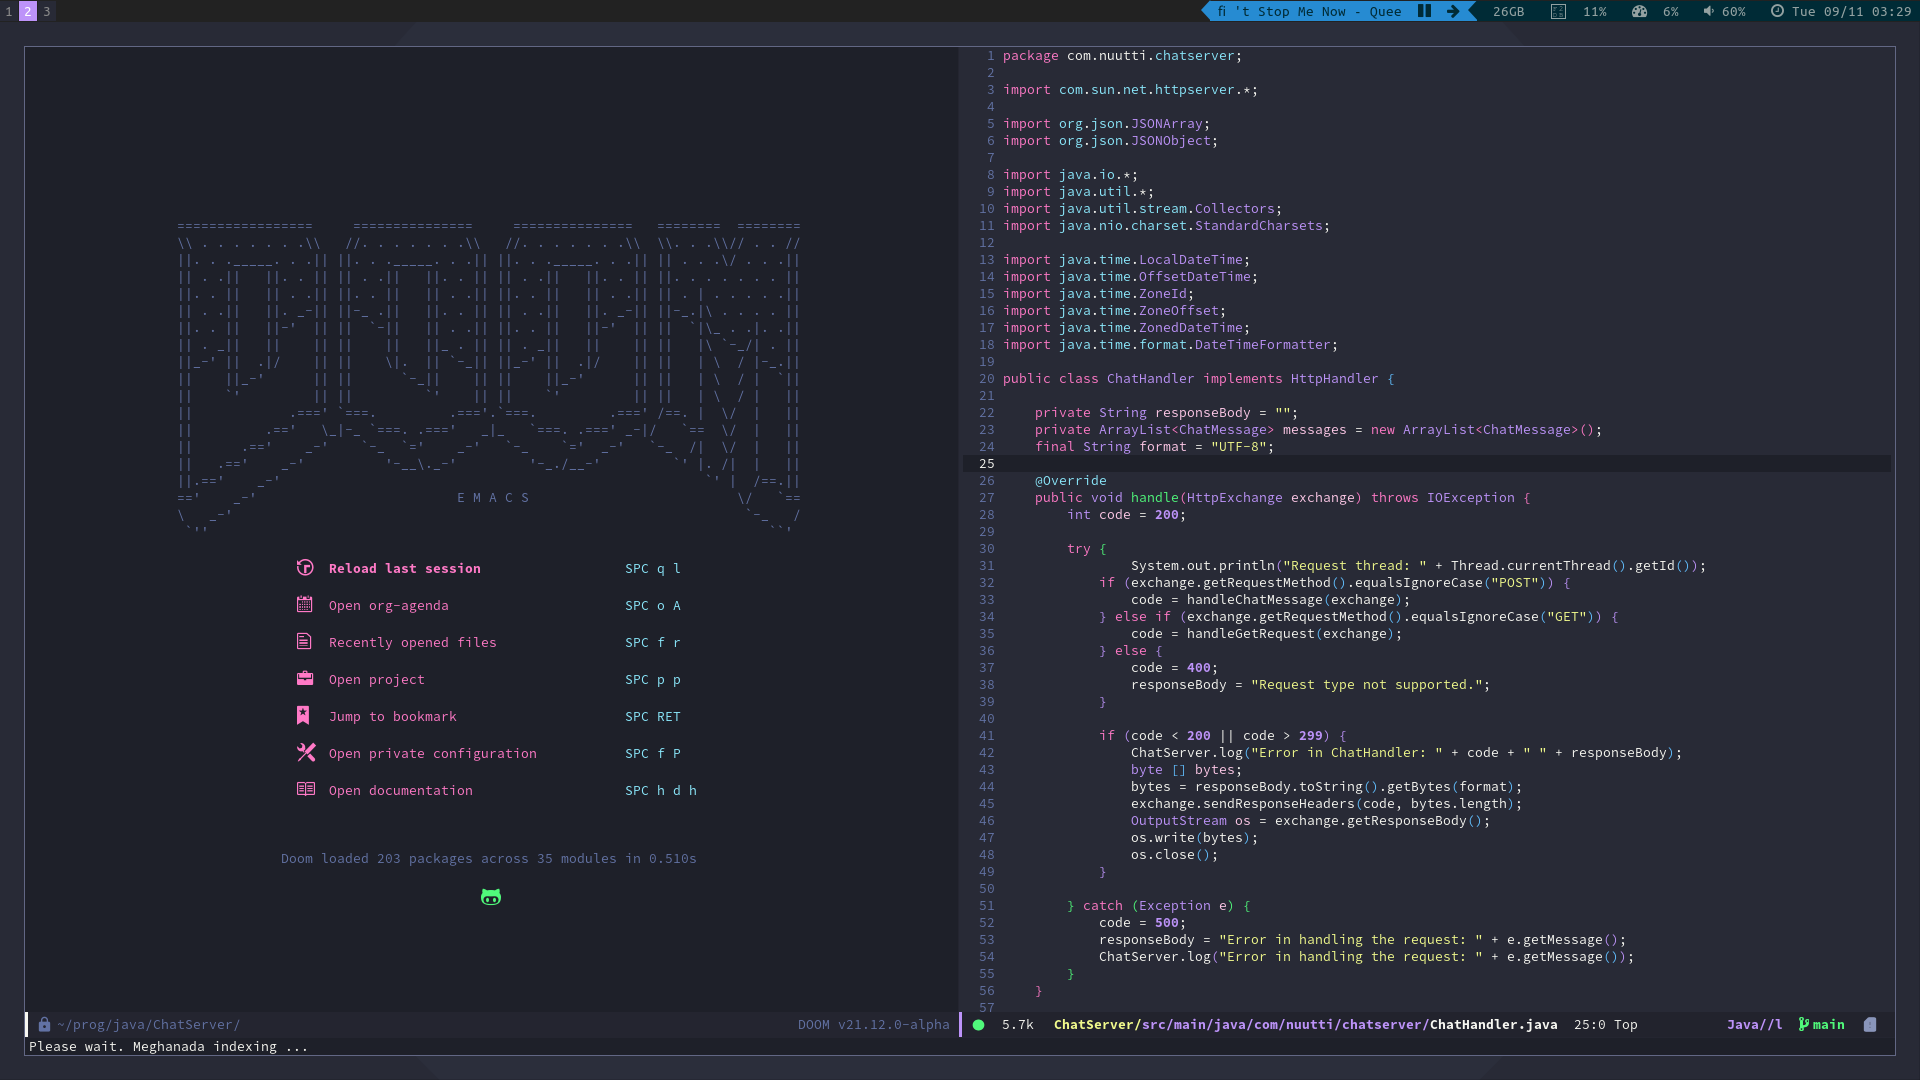 1 2 3
fi 't Stop Me Now - Quee
26GB 11% 6% 60% Tue 09/11 03:29
E M A C S
Reload last session SPC q l
Open org-agenda SPC o A
Recently opened files SPC f r
Open project SPC p p
Jump to bookmark SPC RET
Open private configuration SPC f P
Open documentation SPC h d h
Doom loaded 203 packages across 35 modules in 0.510s
~/prog/java/ChatServer/ DOOM v21.12.0-alpha
1 package com.nuutti.chatserver;
2
3 import com.sun.net.httpserver.*;
4
5 import org.json.JSONArray;
6 import org.json.JSONObject;
7
8 import java.io.*;
9 import java.util.*;
10 import java.util.stream.Collectors;
11 import java.nio.charset.StandardCharsets;
12
13 import java.time.LocalDateTime;
14 import java.time.OffsetDateTime;
15 import java.time.ZoneId;
16 import java.time.ZoneOffset;
17 import java.time.ZonedDateTime;
18 import java.time.format.DateTimeFormatter;
19
20 public class ChatHandler implements HttpHandler {
21
22     private String responseBody = "";
23     private ArrayList<ChatMessage> messages = new ArrayList<ChatMessage>();
24     final String format = "UTF-8";
25
26     @Override
27     public void handle(HttpExchange exchange) throws IOException {
28         int code = 200;
29
30         try {
31                 System.out.println("Request thread: " + Thread.currentThread().getId());
32             if (exchange.getRequestMethod().equalsIgnoreCase("POST")) {
33                 code = handleChatMessage(exchange);
34             } else if (exchange.getRequestMethod().equalsIgnoreCase("GET")) {
35                 code = handleGetRequest(exchange);
36             } else {
37                 code = 400;
38                 responseBody = "Request type not supported.";
39             }
40
41             if (code < 200 || code > 299) {
42                 ChatServer.log("Error in ChatHandler: " + code + " " + responseBody);
43                 byte [] bytes;
44                 bytes = responseBody.toString().getBytes(format);
45                 exchange.sendResponseHeaders(code, bytes.length);
46                 OutputStream os = exchange.getResponseBody();
47                 os.write(bytes);
48                 os.close();
49             }
50
51         } catch (Exception e) {
52             code = 500;
53             responseBody = "Error in handling the request: " + e.getMessage();
54             ChatServer.log("Error in handling the request: " + e.getMessage());
55         }
56     }
57
5.7k ChatServer/src/main/java/com/nuutti/chatserver/ChatHandler.java 25:0 Top Java//l main
Please wait. Meghanada indexing ...